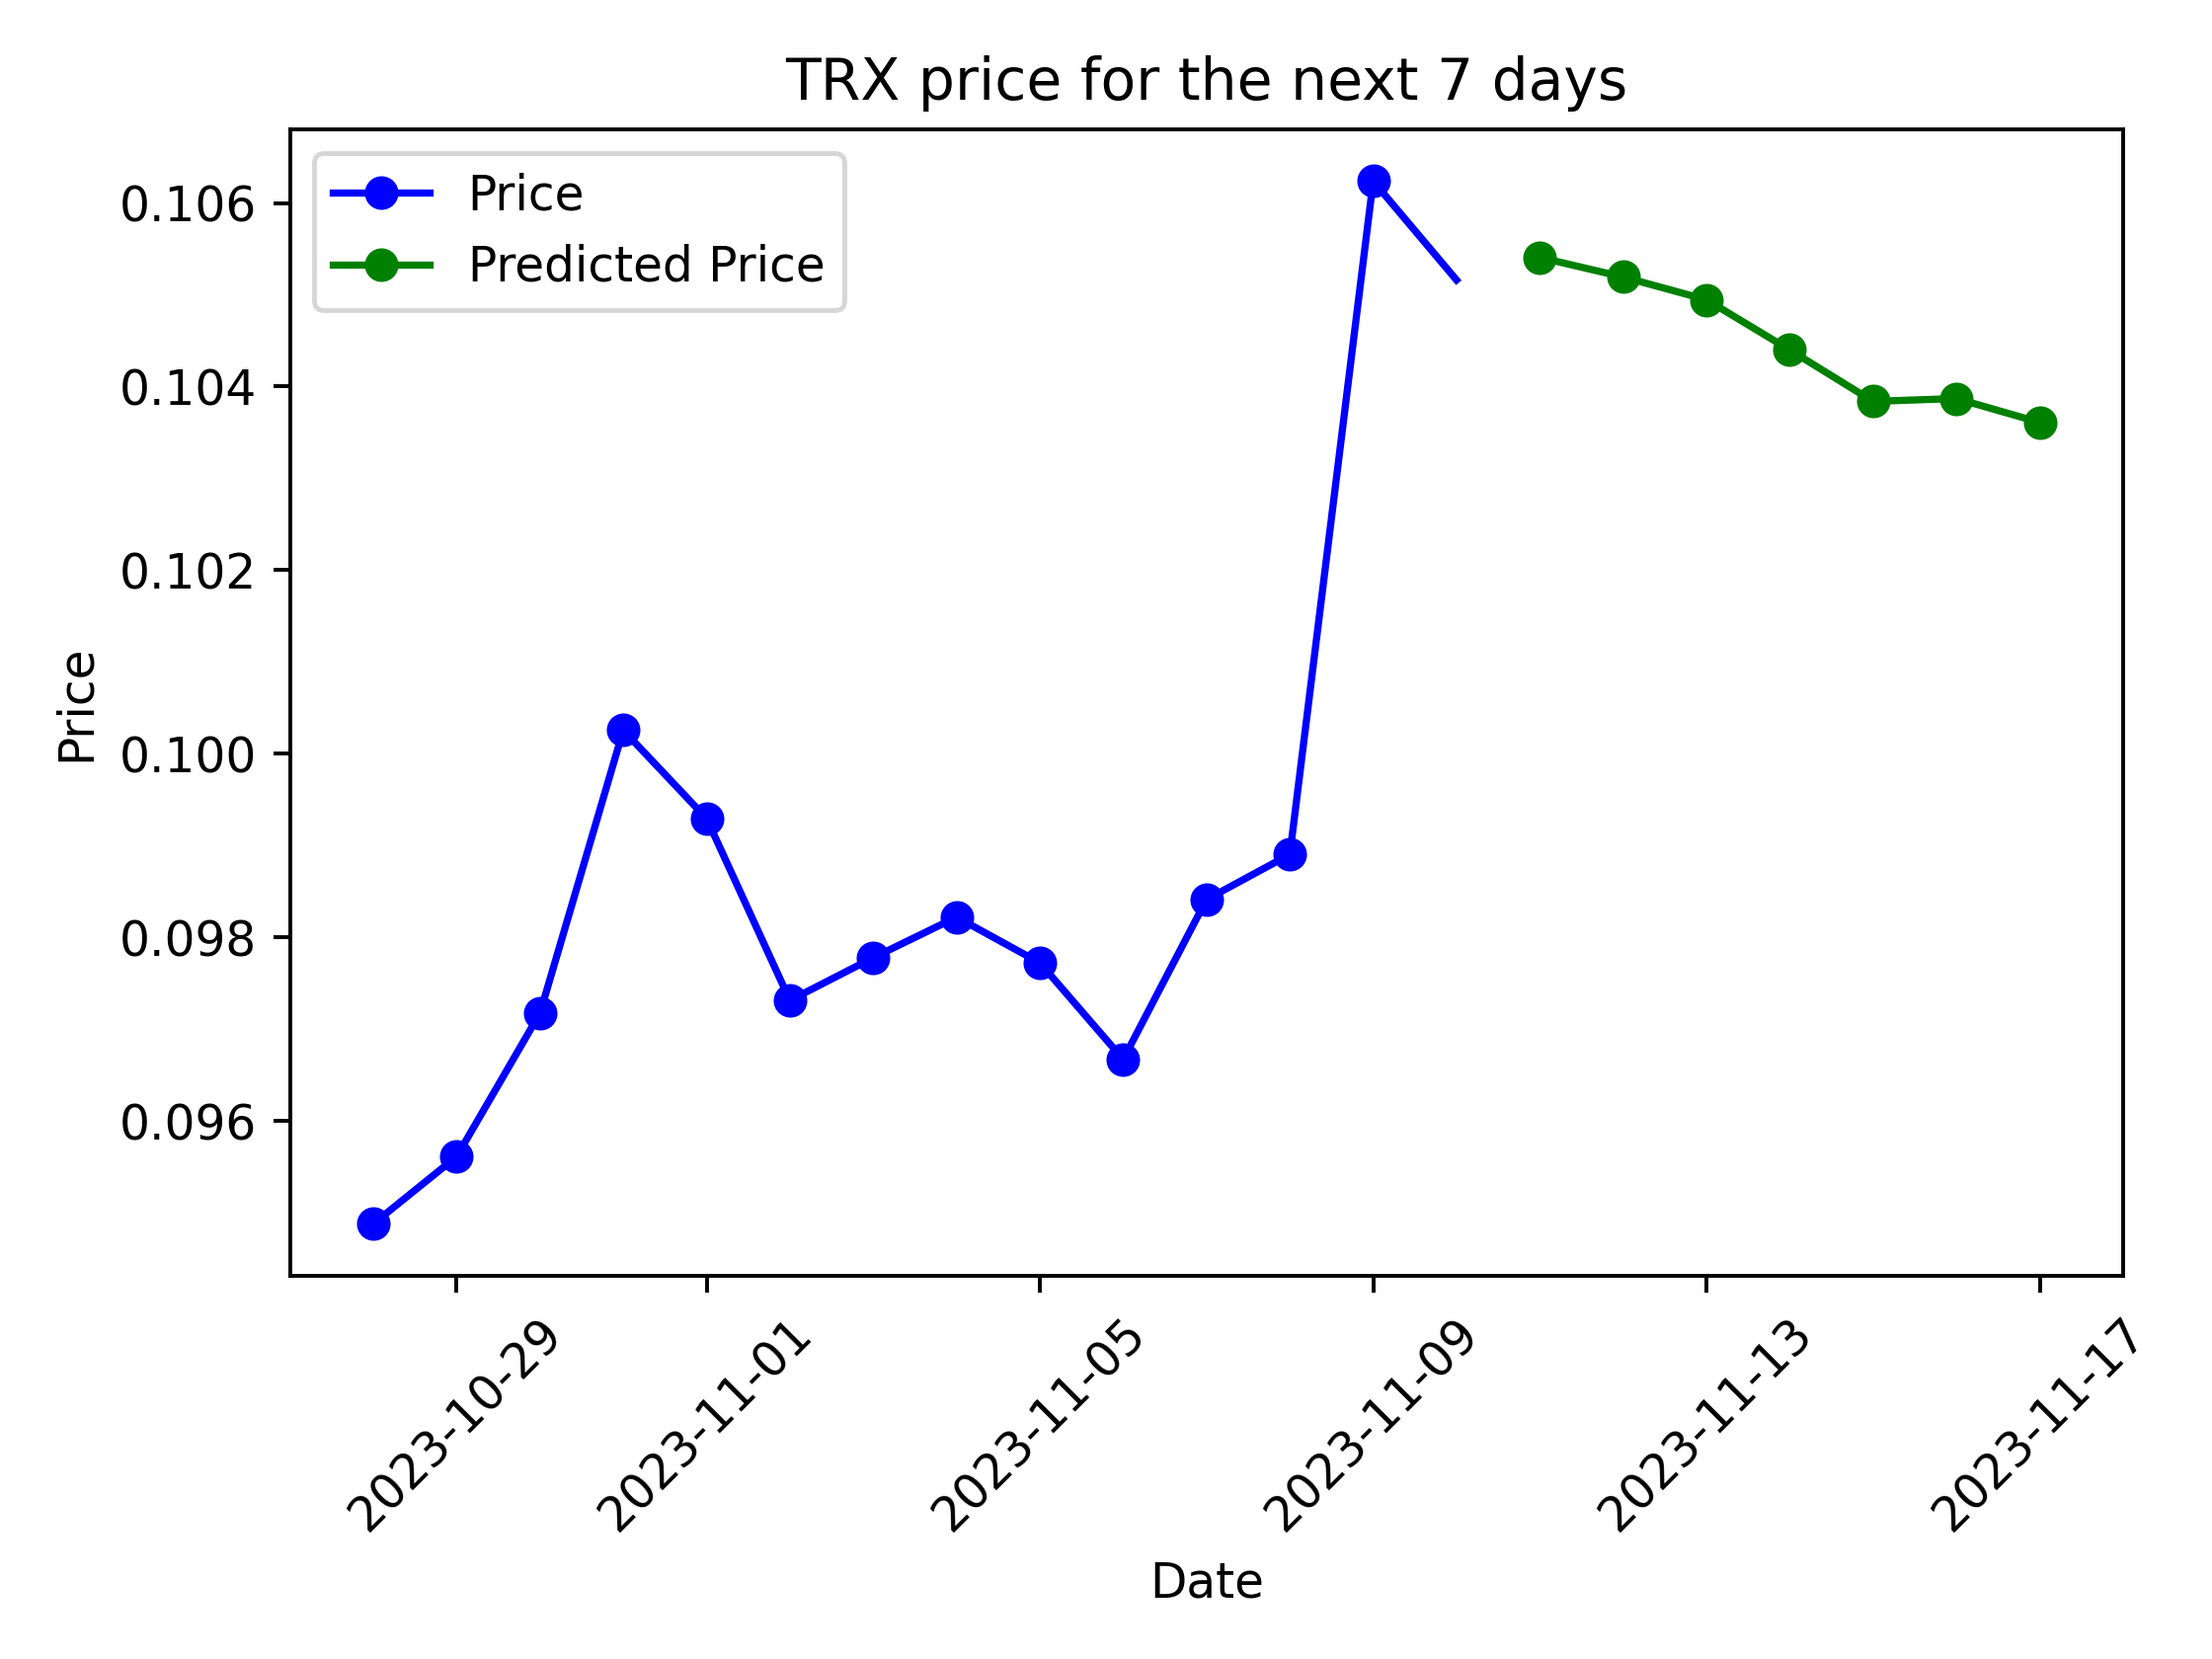 TRX price for the next 7 days
Price
Predicted Price
0.106
0.104
0.102
0.100
0.098
0.096
Price
2023-10-29
2023-11-01
2023-11-05
2023-11-09
2023-11-13
2023-11-17
Date